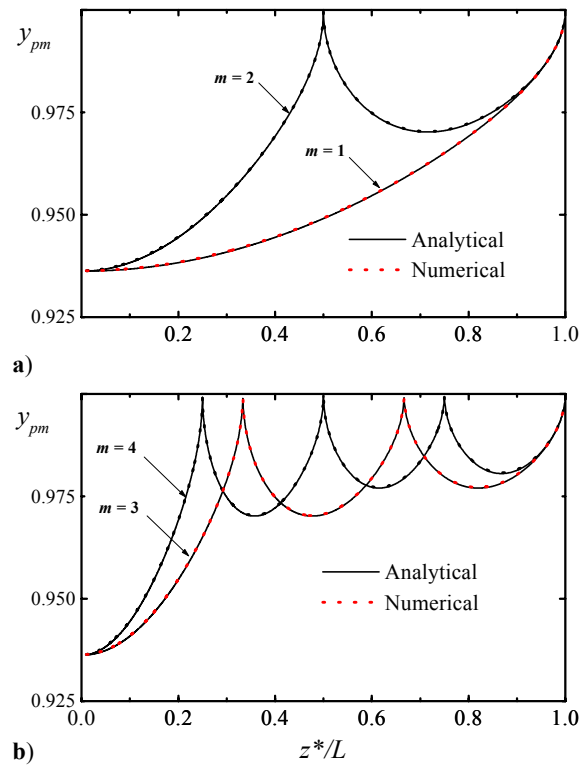 y_pm
0.975
0.950
0.925
m = 2
m = 1
Analytical
Numerical
0.2 0.4 0.6 0.8 1.0
a)
y_pm
0.975
0.950
0.925
m = 4
m = 3
Analytical
Numerical
0.0 0.2 0.4 0.6 0.8 1.0
b)
z*/L